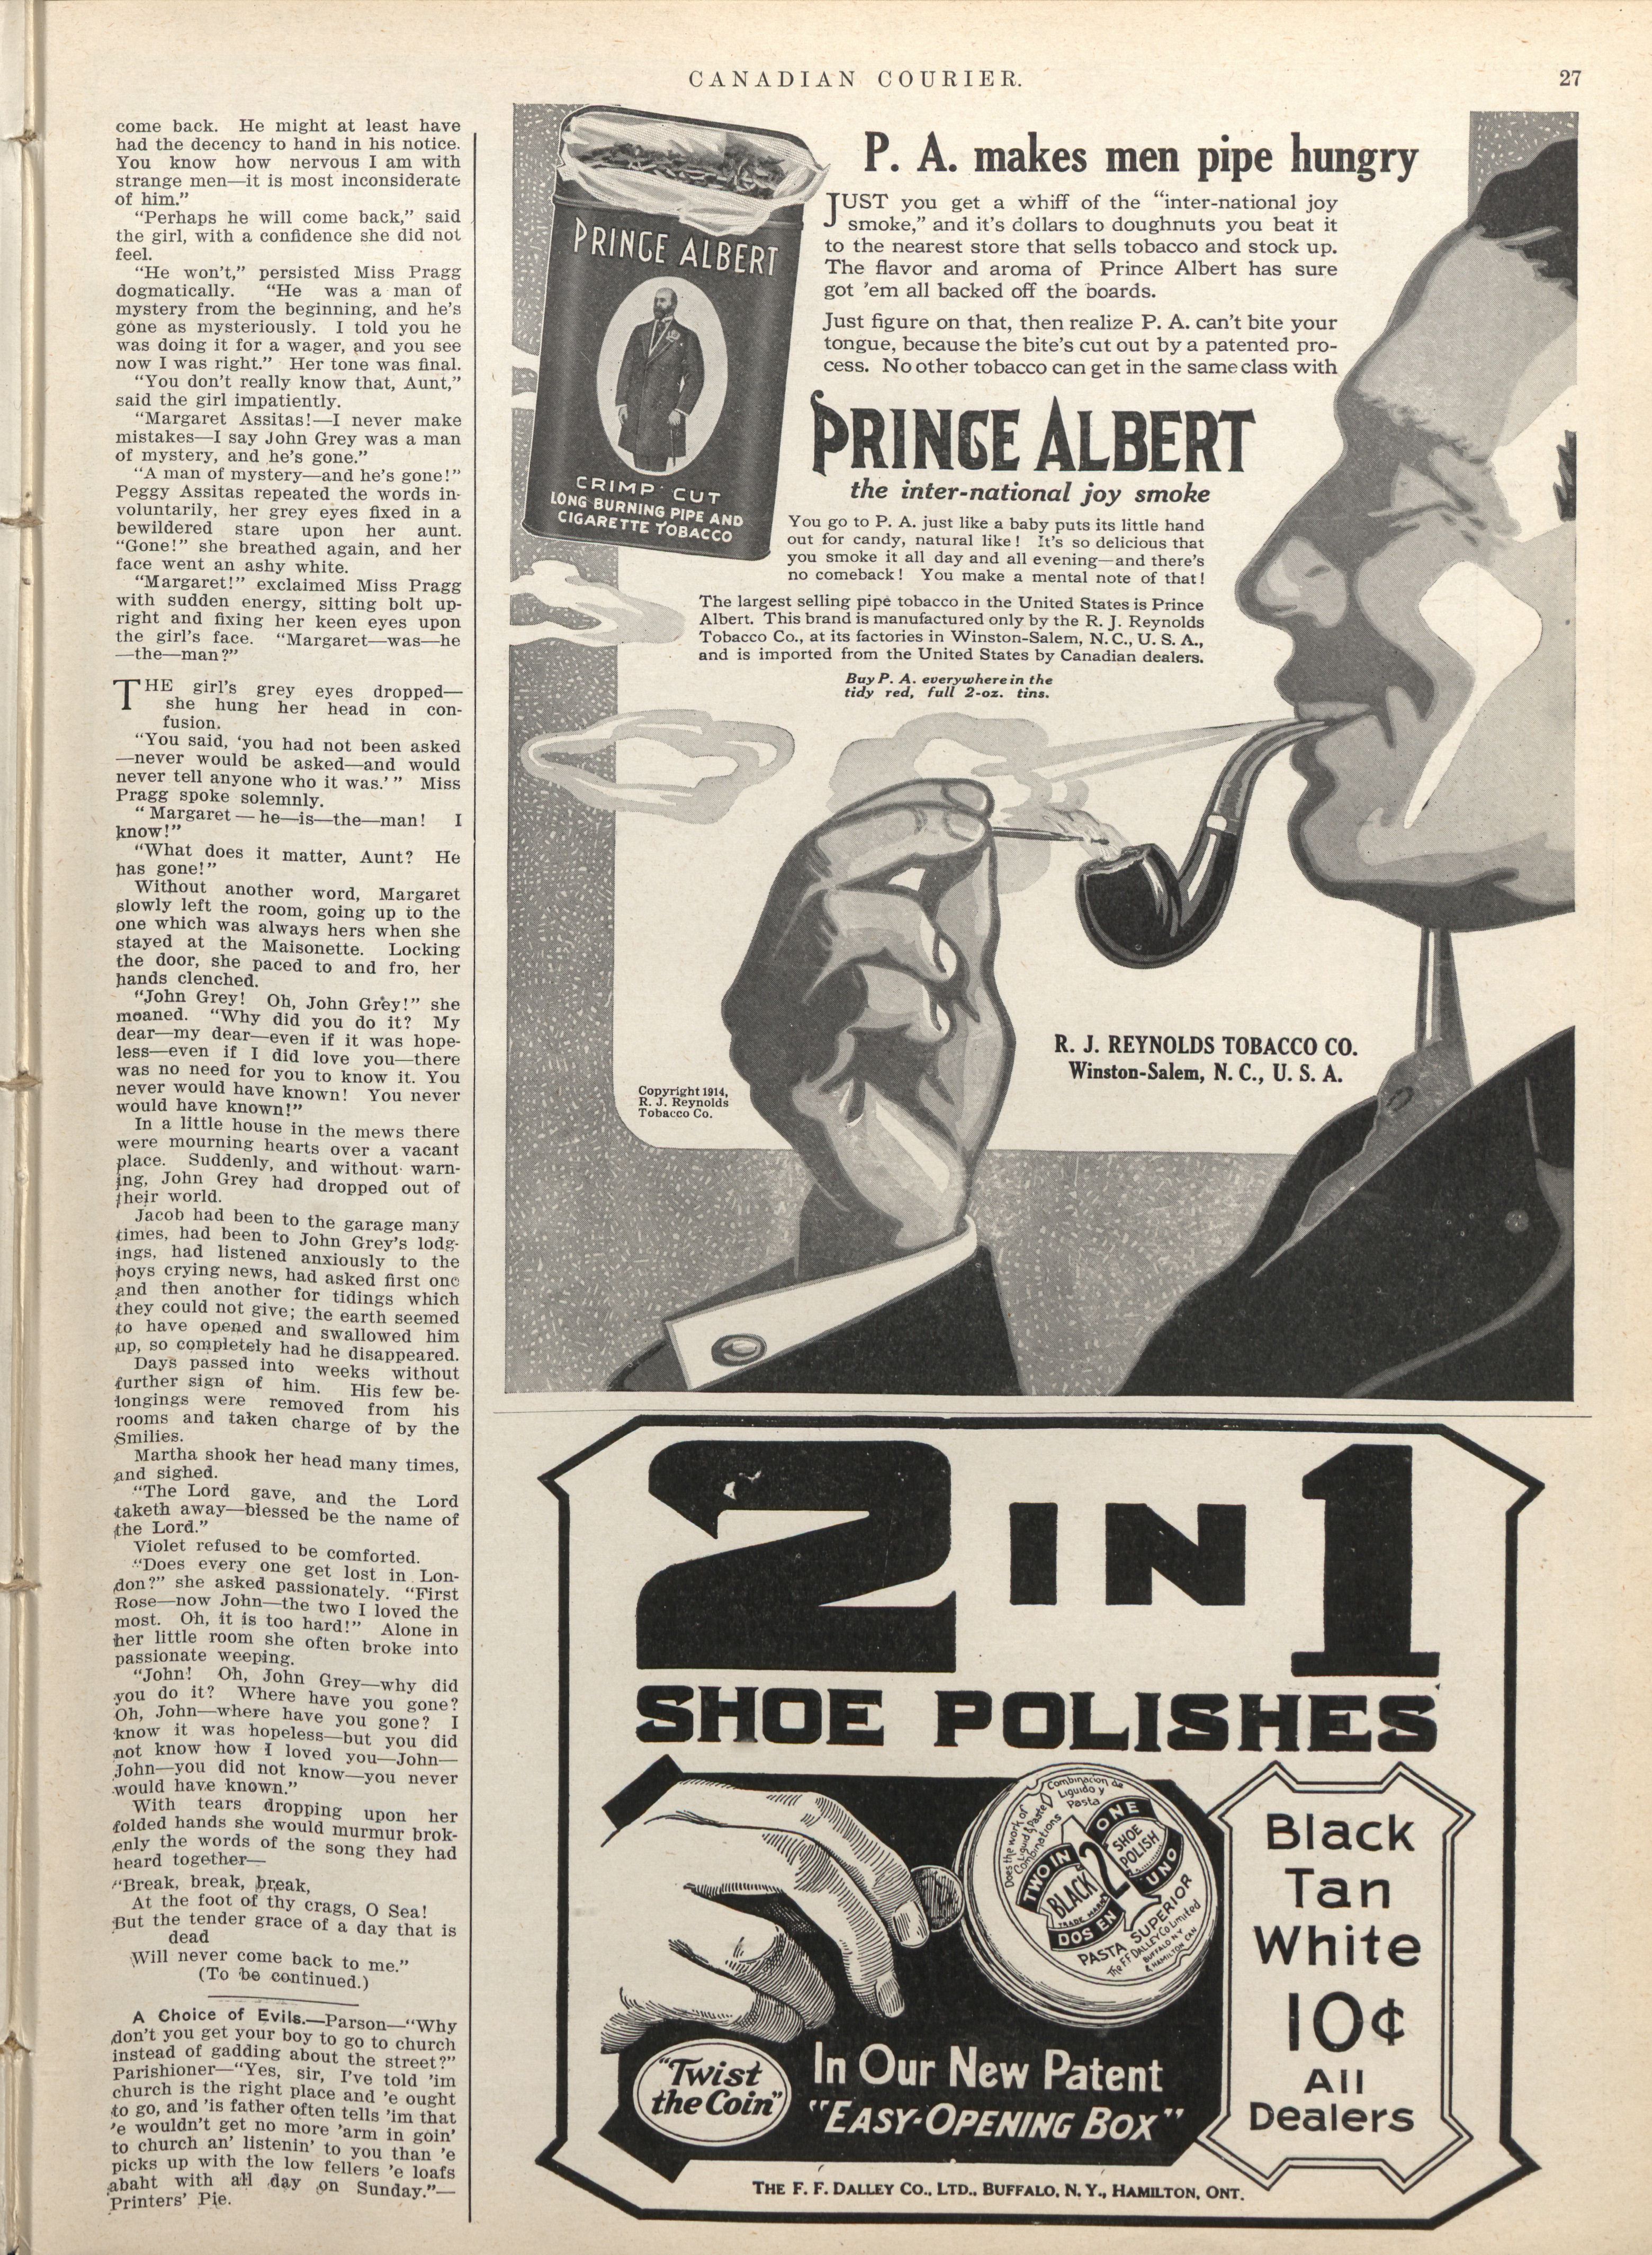 CANADIAN COURIER.
27
come back. He might at least have
had the decency to hand in his notice.
You know how nervous I am with
strange men—it is most inconsiderate
of him.”
“Perhaps he will come back,” said
the girl, with a confidence she did not
feel.
“He won’t,” persisted Miss Pragg
dogmatically. “He was a man of
mystery from the beginning, and he’s
gone as mysteriously. I told you he
was doing it for a wager, and you see
now I was right.” Her tone was final.
“You don’t really know that, Aunt,”
said the girl impatiently.
“Margaret Assitas!—I never make
mistakes—I say John Grey was a man
of mystery, and he’s gone.”
“A man of mystery—and he’s gone!”
Peggy Assitas repeated the words in-
voluntarily, her grey eyes fixed in a
bewildered stare upon her aunt.
“Gone!” she breathed again, and her
face went an ashy white.
“Margaret!” exclaimed Miss Pragg
with sudden energy, sitting bolt up-
right and fixing her keen eyes upon
the girl’s face. “Margaret—was—he
—the—man?”
THE girl’s grey eyes dropped—
she hung her head in con-
fusion.
“You said, ‘you had not been asked
—never would be asked—and would
never tell anyone who it was.’” Miss
Pragg spoke solemnly.
“Margaret—he—is—the—man! I
know!”
“What does it matter, Aunt? He
has gone!”
Without another word, Margaret
slowly left the room, going up to the
one which was always hers when she
stayed at the Maisonette. Locking
the door, she paced to and fro, her
hands clenched.
“John Grey! Oh, John Grey!” she
moaned. “Why did you do it? My
dear—my dear—even if it was hope-
less—even if I did love you—there
was no need for you to know it. You
never would have known! You never
would have known!”
In a little house in the mews there
were mourning hearts over a vacant
place. Suddenly, and without warn-
ing, John Grey had dropped out of
their world.
Jacob had been to the garage many
times, had been to John Grey’s lodg-
ings, had listened anxiously to the
boys crying news, had asked first one
and then another for tidings which
they could not give; the earth seemed
to have opened and swallowed him
up, so completely had he disappeared.
Days passed into weeks without
further sign of him. His few be-
longings were removed from his
rooms and taken charge of by the
Smilies.
Martha shook her head many times,
and sighed.
“The Lord gave, and the Lord
taketh away—blessed be the name of
the Lord.”
Violet refused to be comforted.
“Does every one get lost in Lon-
don?” she asked passionately. “First
Rose—now John—the two I loved the
most. Oh, it is too hard!” Alone in
her little room she often broke into
passionate weeping.
“John! Oh, John Grey—why did
you do it? Where have you gone?
Oh, John—where have you gone? I
know it was hopeless—but you did
not know how I loved you—John—
John—you did not know—you never
would have known.”
With tears dropping upon her
folded hands she would murmur brok-
enly the words of the song they had
heard together—
“Break, break, break,
At the foot of thy crags, O Sea!
But the tender grace of a day that is
dead
Will never come back to me.”
(To be continued.)
A Choice of Evils.—Parson—“Why
don’t you get your boy to go to church
instead of gadding about the street?”
Parishioner—“Yes, sir, I’ve told ’im
church is the right place and ’e ought
to go, and ’is father often tells ’im that
’e wouldn’t get no more ’arm in goin’
to church an’ listenin’ to you than ’e
picks up with the low fellers ’e loafs
abaht with all day on Sunday.”—
Printers’ Pie.
PRINCE ALBERT
CRIMP CUT
LONG BURNING PIPE AND
CIGARETTE TOBACCO
P. A. makes men pipe hungry
JUST you get a whiff of the “inter-national joy
smoke,” and it’s dollars to doughnuts you beat it
to the nearest store that sells tobacco and stock up.
The flavor and aroma of Prince Albert has sure
got ’em all backed off the boards.
Just figure on that, then realize P. A. can’t bite your
tongue, because the bite’s cut out by a patented pro-
cess. No other tobacco can get in the same class with
PRINCE ALBERT
the inter-national joy smoke
You go to P. A. just like a baby puts its little hand
out for candy, natural like! It’s so delicious that
you smoke it all day and all evening—and there’s
no comeback! You make a mental note of that!
The largest selling pipe tobacco in the United States is Prince
Albert. This brand is manufactured only by the R. J. Reynolds
Tobacco Co., at its factories in Winston-Salem, N. C., U. S. A.,
and is imported from the United States by Canadian dealers.
Buy P. A. everywhere in the
tidy red, full 2-oz. tins.
R. J. REYNOLDS TOBACCO CO.
Winston-Salem, N. C., U. S. A.
Copyright 1914,
R. J. Reynolds
Tobacco Co.
2 IN 1
SHOE POLISHES
Combinacion de
Liquido y
Pasta
Does the work of
Liquid & Paste
Combinations
TWO IN ONE
BLACK 2 SHOE POLISH
TRADE MARK
DOS EN UNO
PASTA SUPERIOR
The F F DALLEY Co Limited
BUFFALO N.Y.
& HAMILTON CAN
“Twist
the Coin”
In Our New Patent
“EASY-OPENING BOX”
Black
Tan
White
10¢
All
Dealers
THE F. F. DALLEY CO., LTD., BUFFALO, N. Y., HAMILTON, ONT.